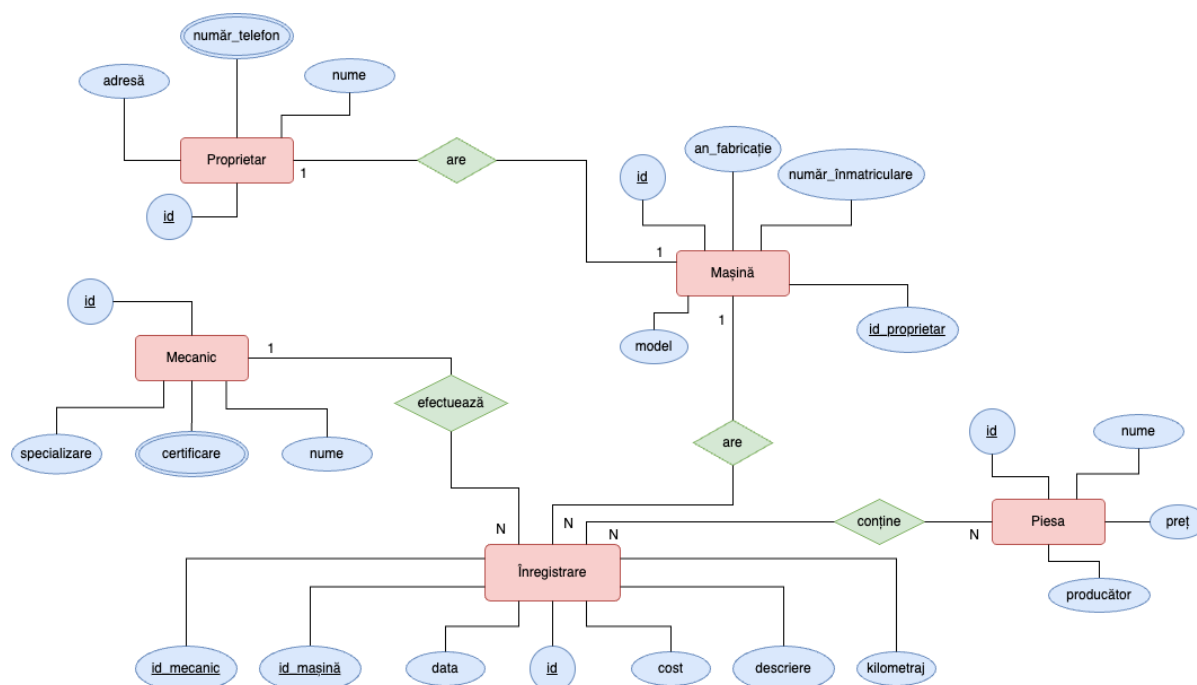 număr_telefon
adresă
nume
Proprietar
1
are
id
an_fabricație
id
număr_înmatriculare
1
Mașină
1
id_proprietar
model
id
Mecanic
1
efectuează
specializare
certificare
nume
are
id
nume
N
N
N
conține
N
Piesa
preț
producător
Înregistrare
id_mecanic
id_mașină
data
id
cost
descriere
kilometraj